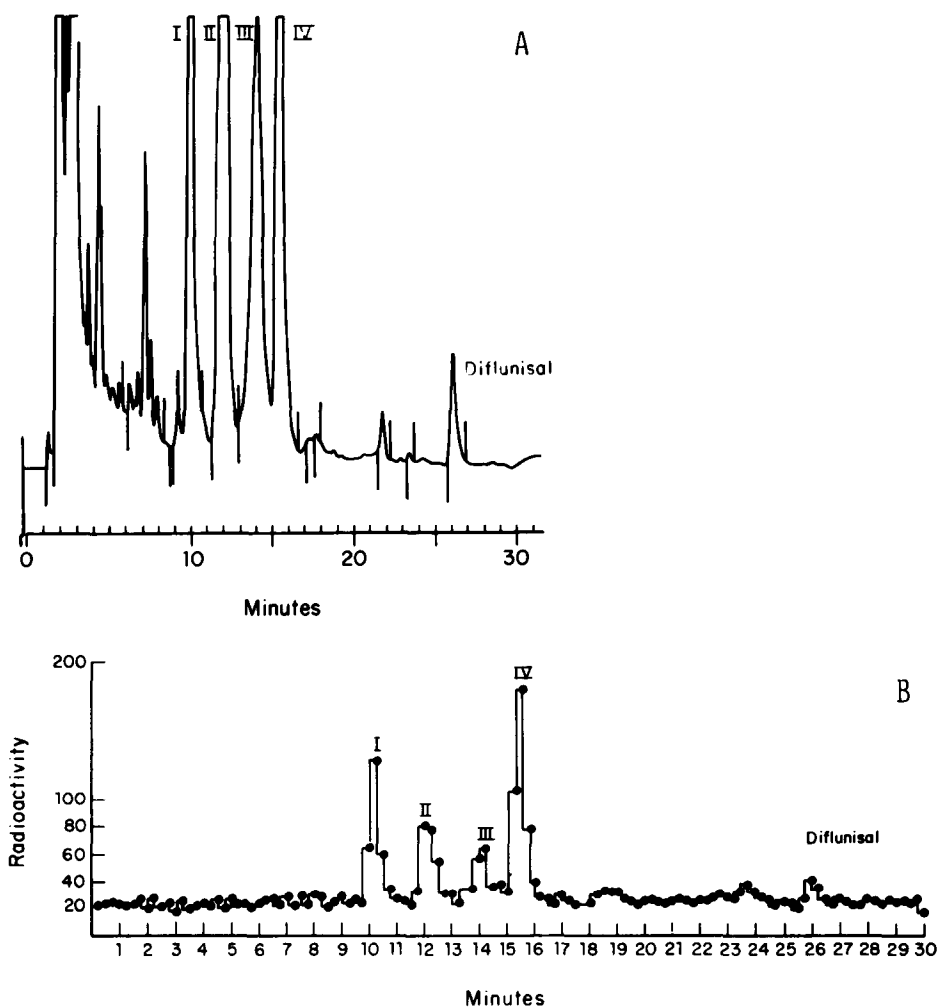 I II III IV A
Diflunisal
0 10 20 30
Minutes
200
IV B
I
Radioactivity
100
II
80
III
Diflunisal
60
40
20
1 2 3 4 5 6 7 8 9 10 11 12 13 14 15 16 17 18 19 20 21 22 23 24 25 26 27 28 29 30
Minutes